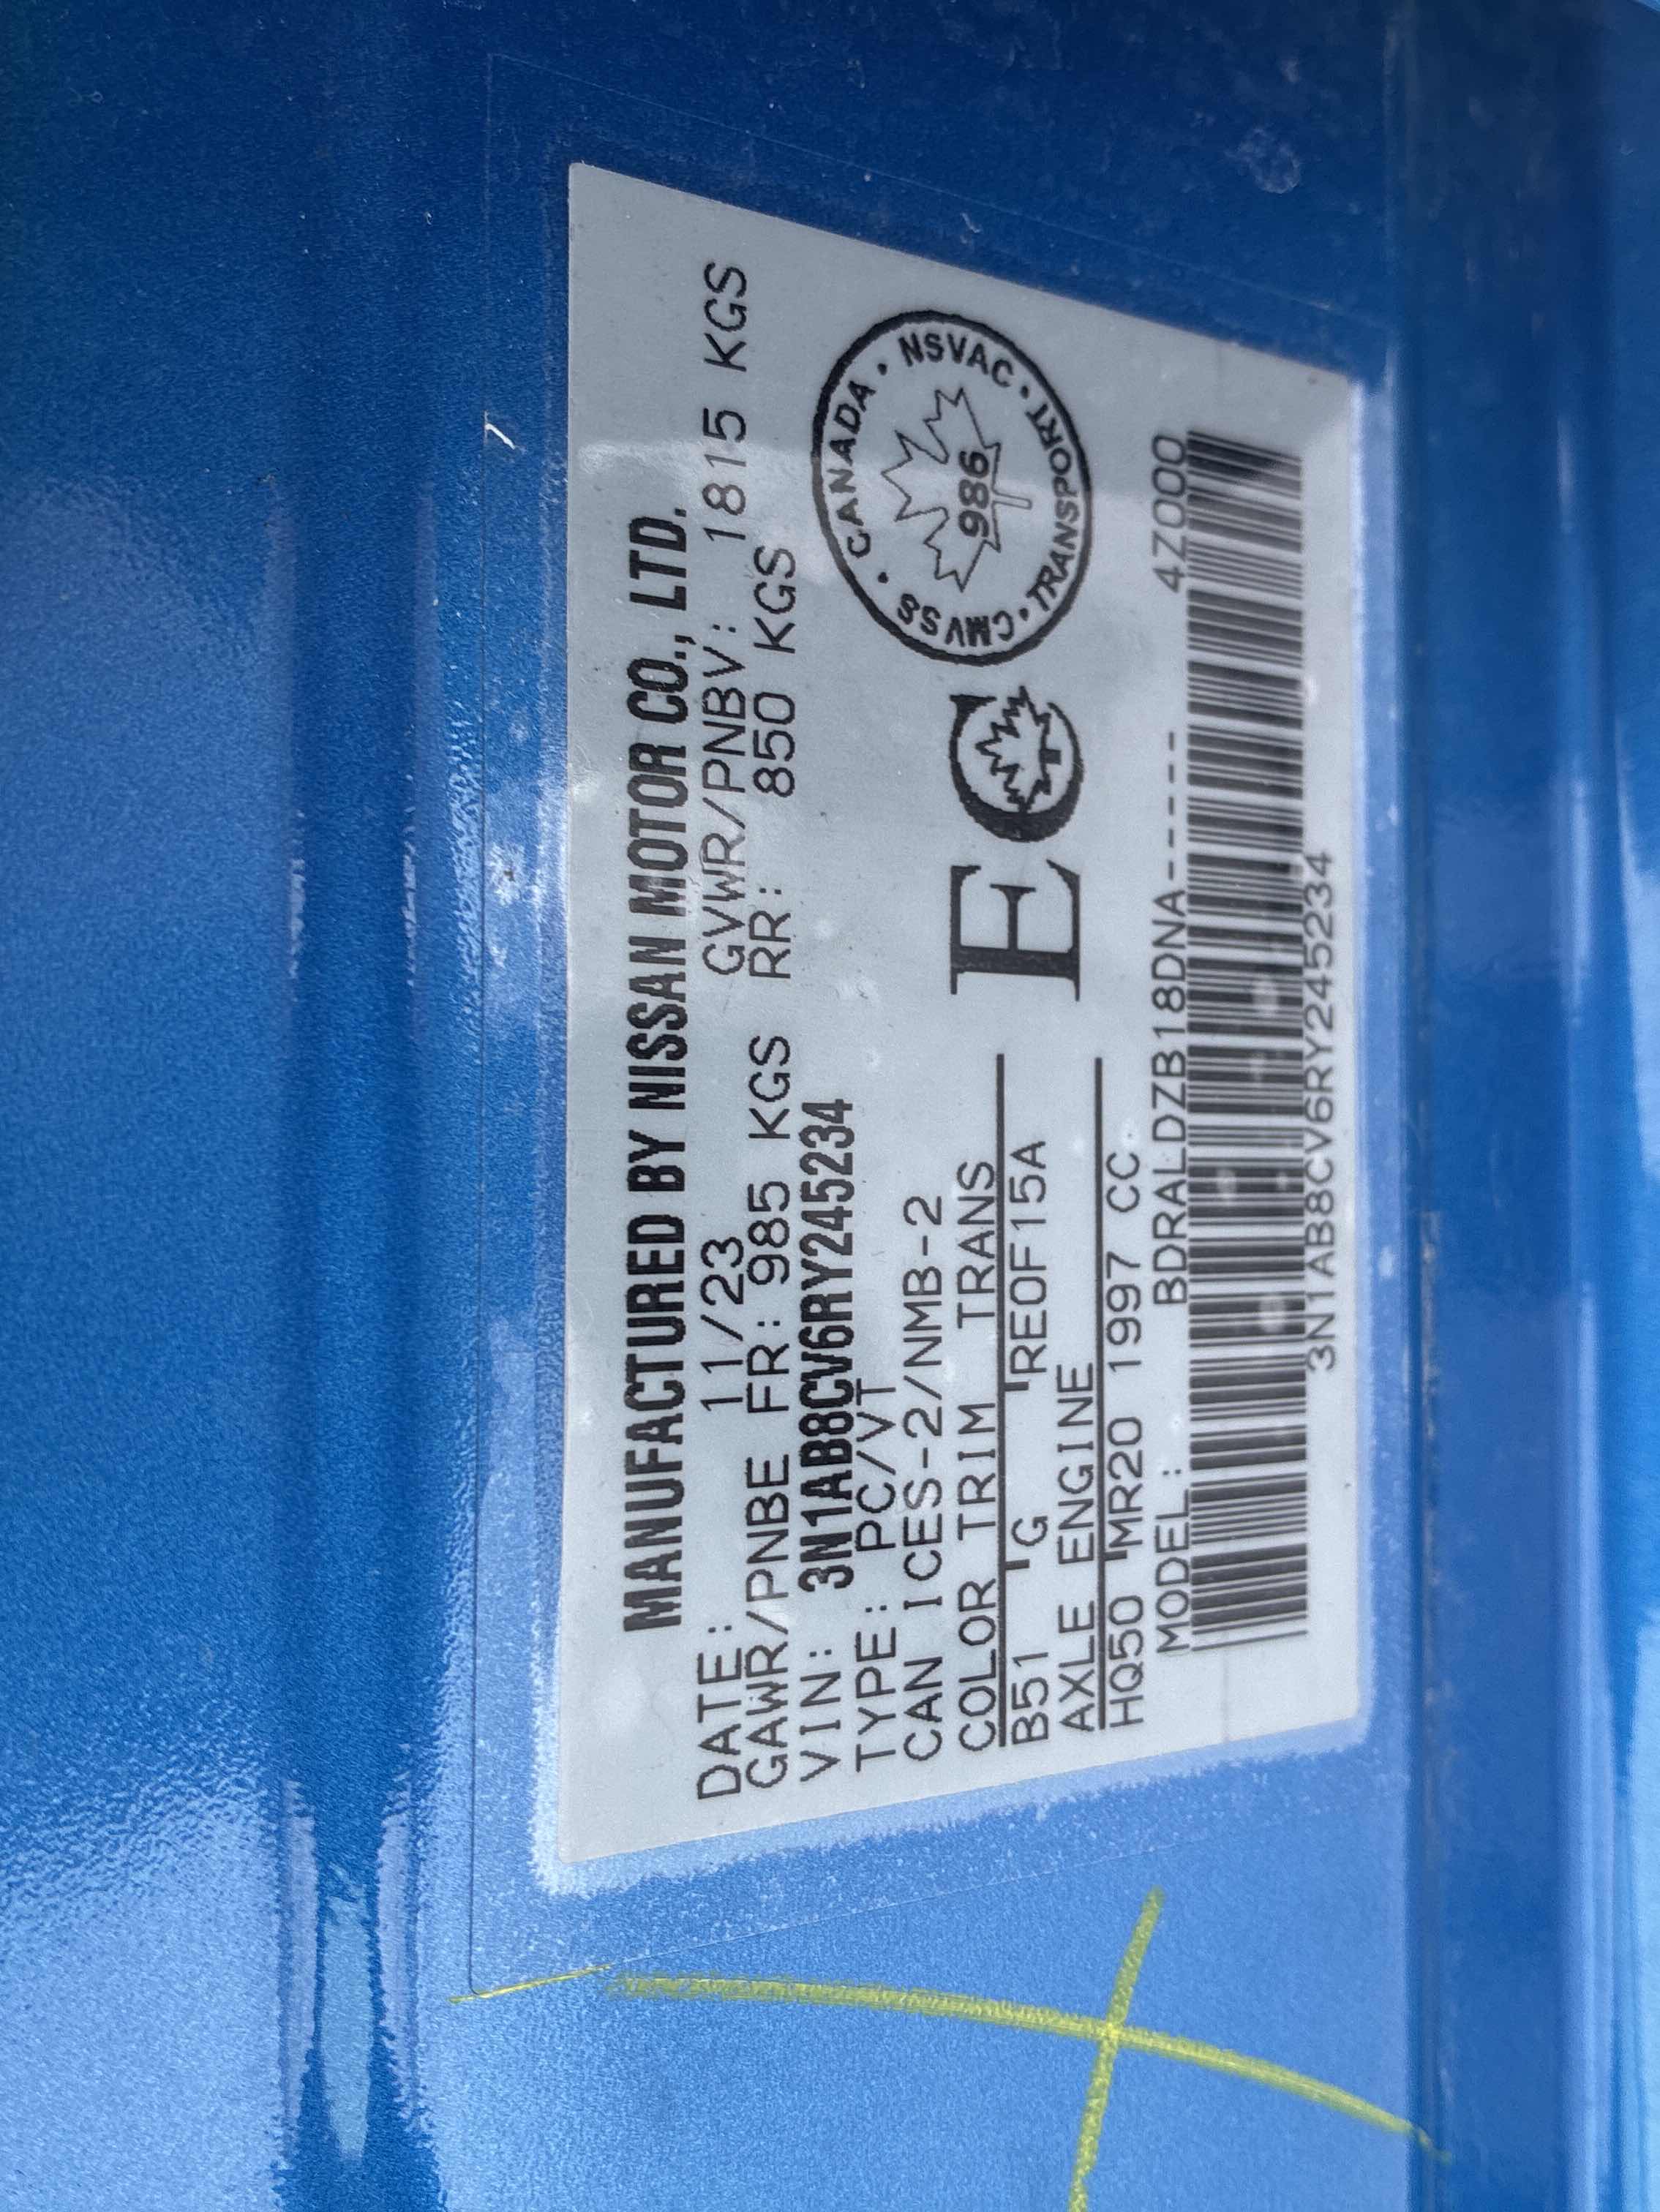 MANUFACTURED BY NISSAN MOTOR CO., LTD.
DATE: 11/23 GVWR/PNBV: 1815 KGS
GAWR/PNBE FR: 985 KGS RR: 850 KGS
VIN: 3N1AB8CV6RY245234
TYPE: PC/VT
CAN ICES-2/NMB-2
COLOR TRIM TRANS
B51 G RE0F15A
AXLE ENGINE
HQ50 MR20 1997 CC
EC
CANADA • NSVAC • TRANSPORT • CMVSS •
986
MODEL: BDRALDZB18DNA----- 4Z000
3N1AB8CV6RY245234